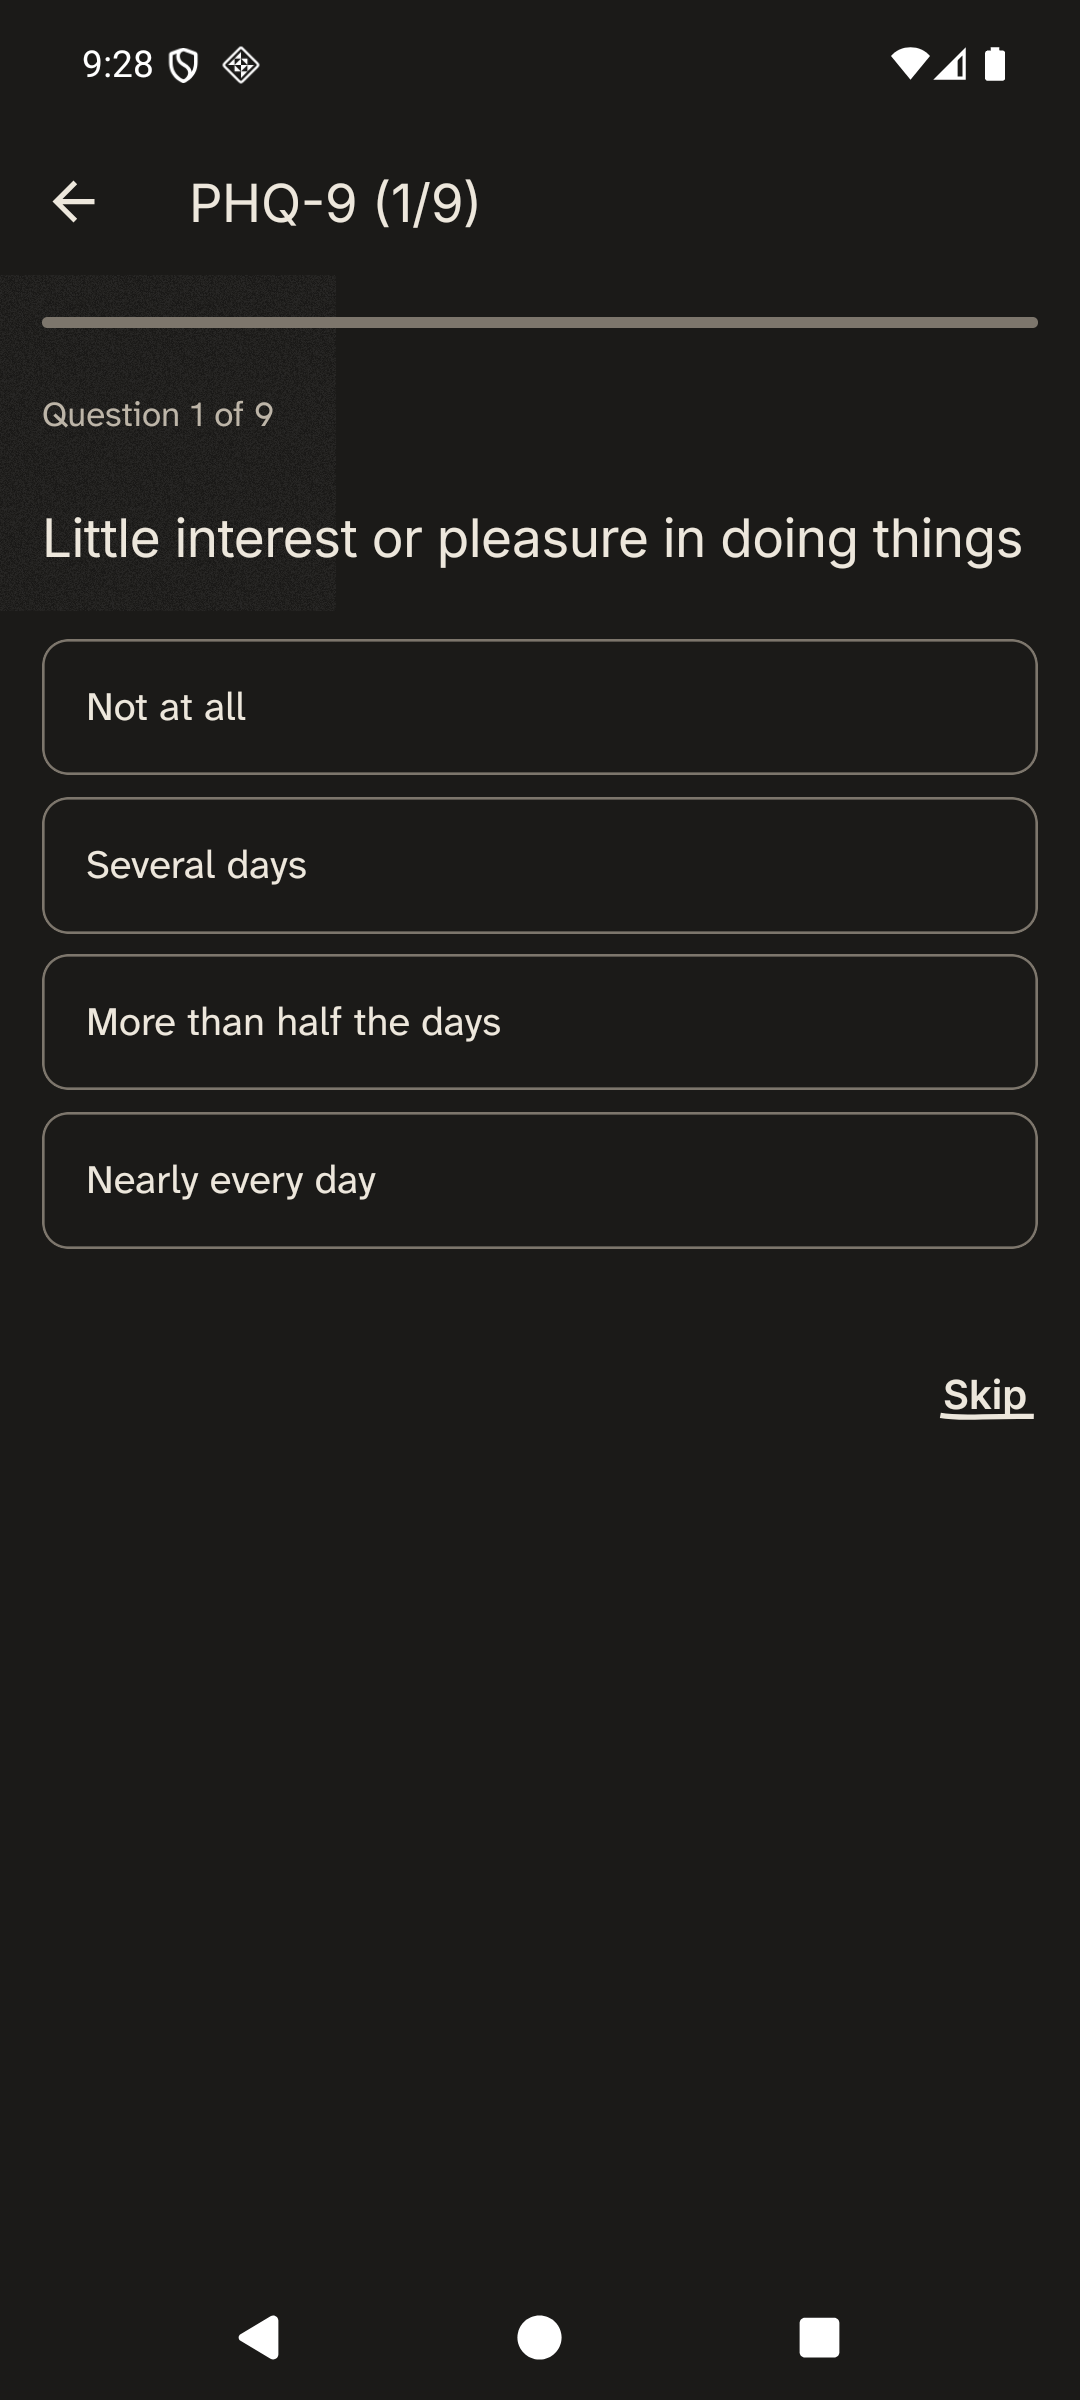 9:28
PHQ-9 (1/9)
Question 1 of 9
Little interest or pleasure in doing things
Not at all
Several days
More than half the days
Nearly every day
Skip